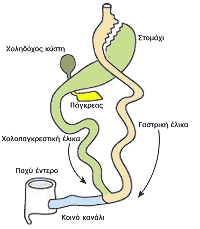 Στομάχι
Χοληδόχος κύστη
Πάγκρεας
Γαστρική έλικα
Χολοπαγκρεατική έλικα
Παχύ έντερο
Κοινό κανάλι